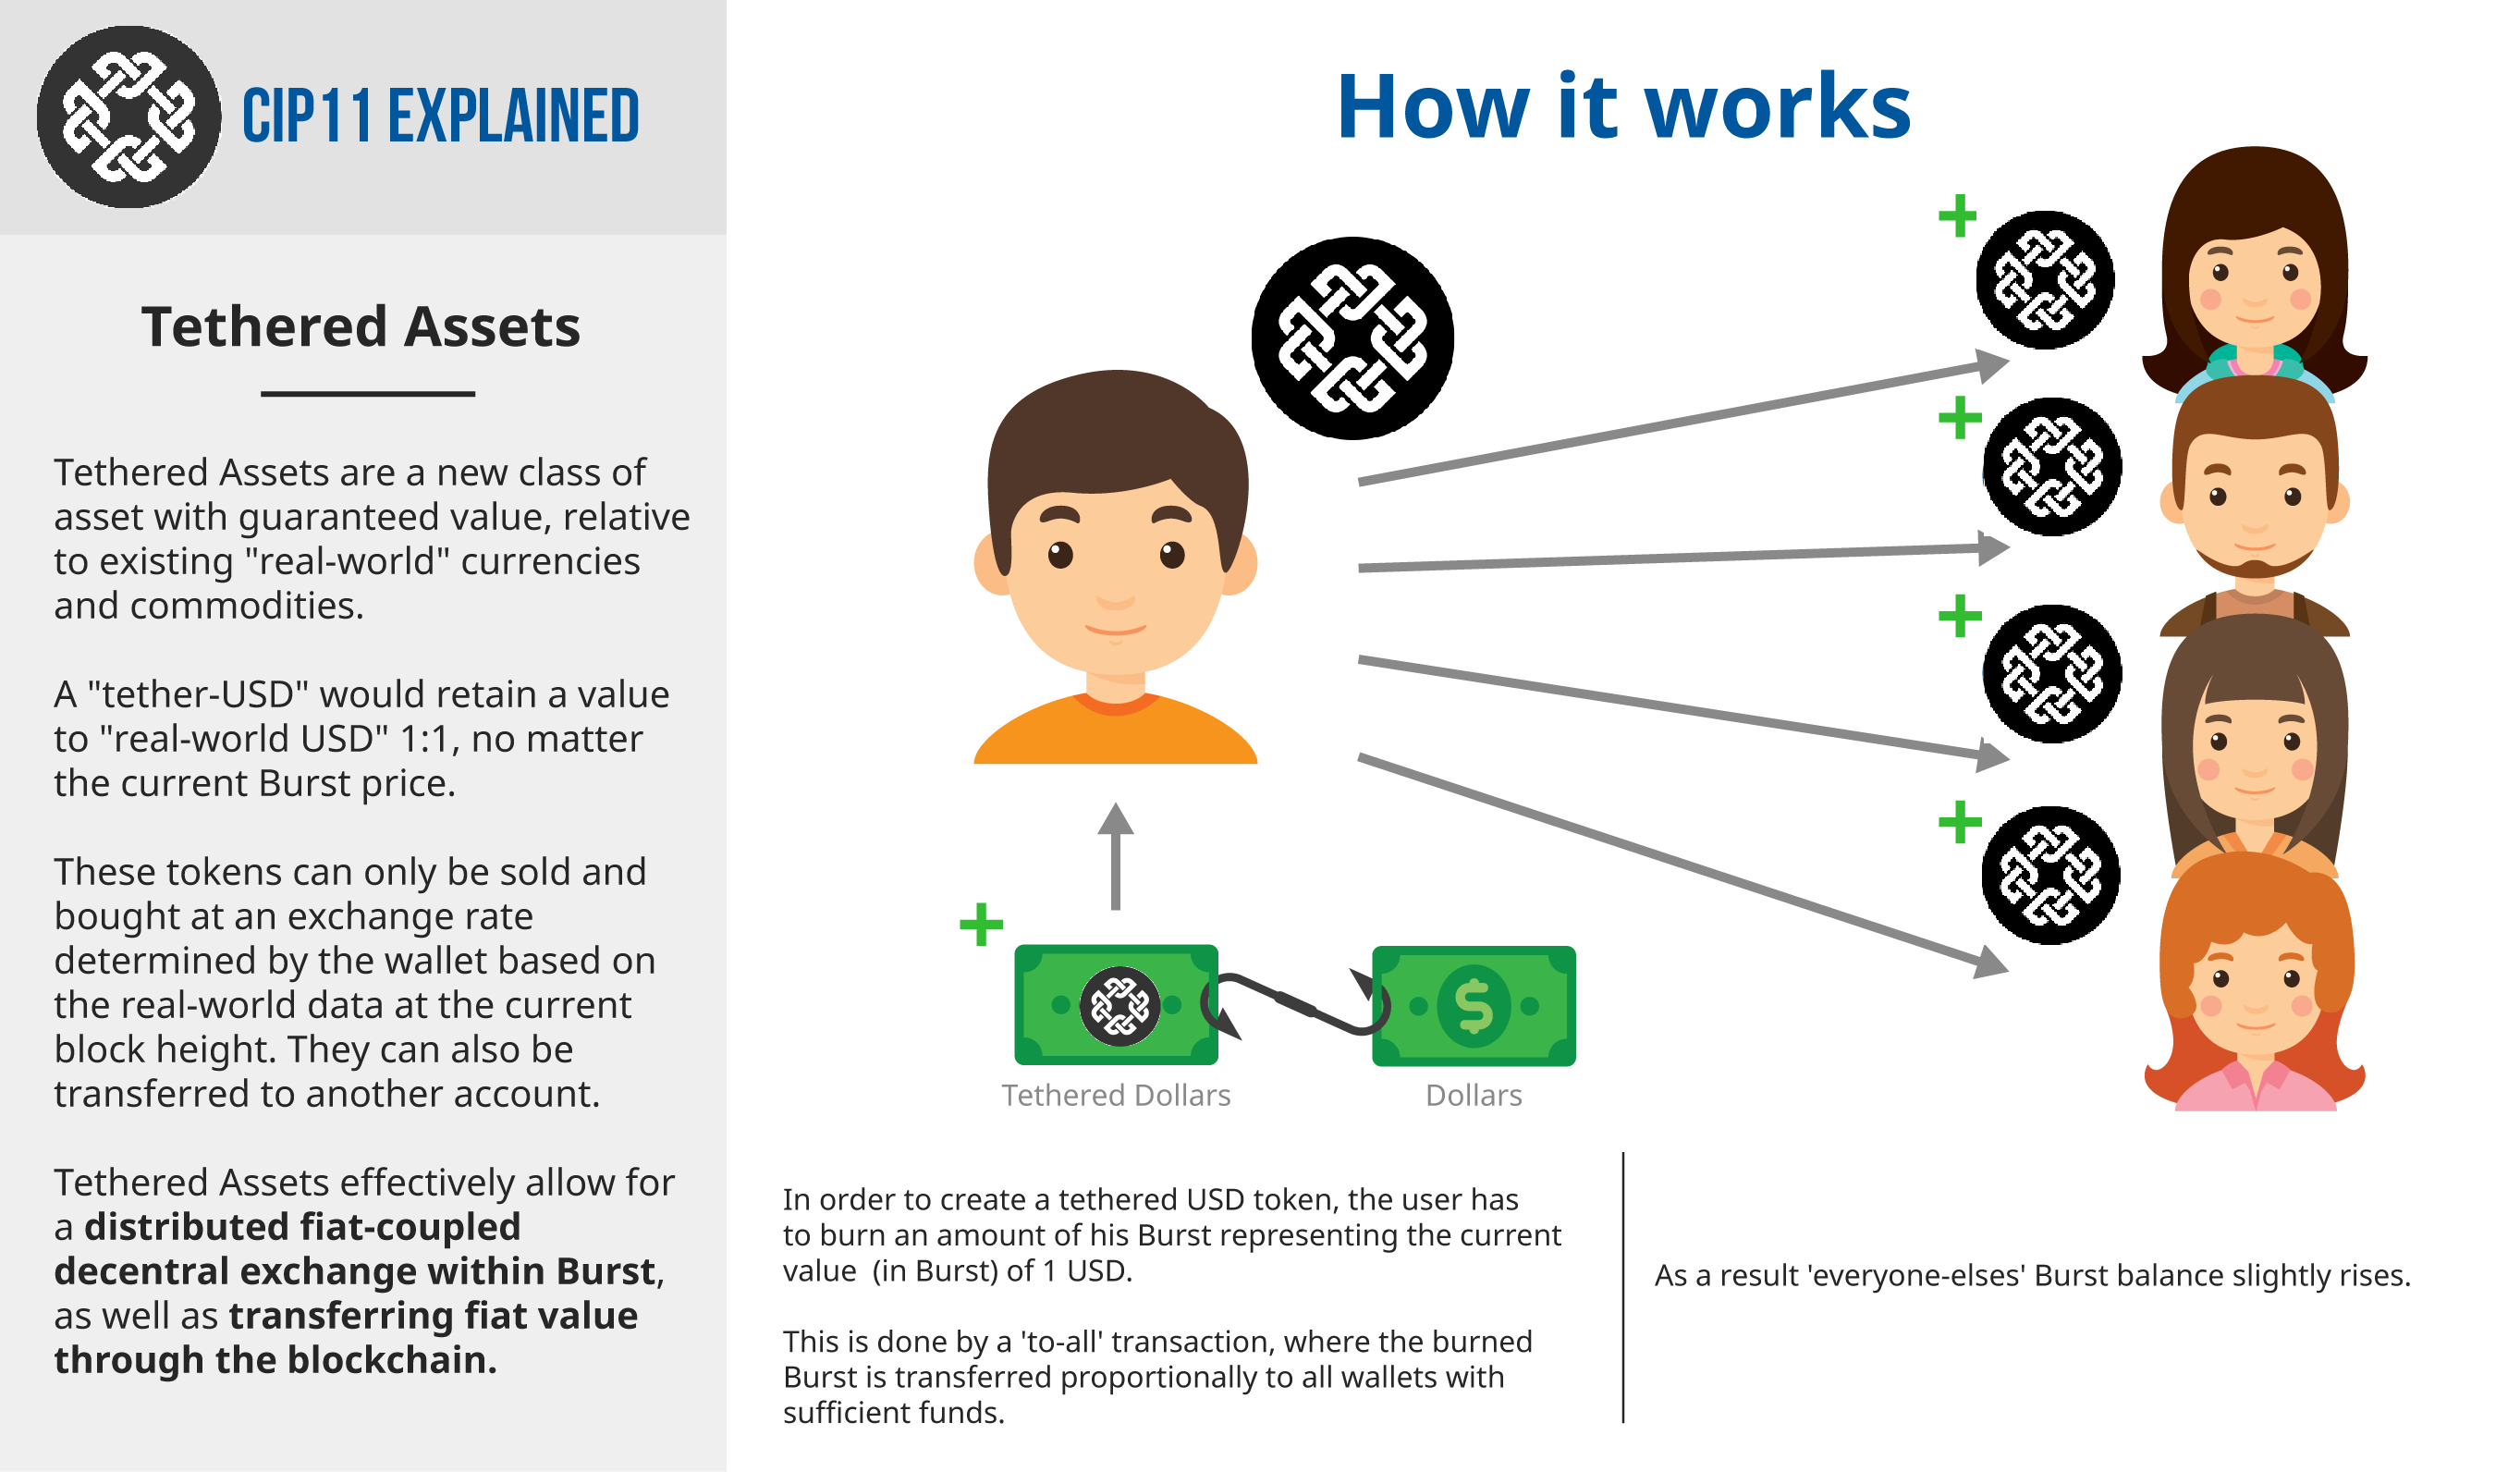 CIP11 EXPLAINED
Tethered Assets
Tethered Assets are a new class of
asset with guaranteed value, relative
to existing "real-world" currencies
and commodities.
A "tether-USD" would retain a value
to "real-world USD" 1:1, no matter
the current Burst price.
These tokens can only be sold and
bought at an exchange rate
determined by the wallet based on
the real-world data at the current
block height. They can also be
transferred to another account.
Tethered Assets effectively allow for
a distributed fiat-coupled
decentral exchange within Burst,
as well as transferring fiat value
through the blockchain.
How it works
Tethered Dollars
Dollars
In order to create a tethered USD token, the user has
to burn an amount of his Burst representing the current
value (in Burst) of 1 USD.
This is done by a 'to-all' transaction, where the burned
Burst is transferred proportionally to all wallets with
sufficient funds.
As a result 'everyone-elses' Burst balance slightly rises.